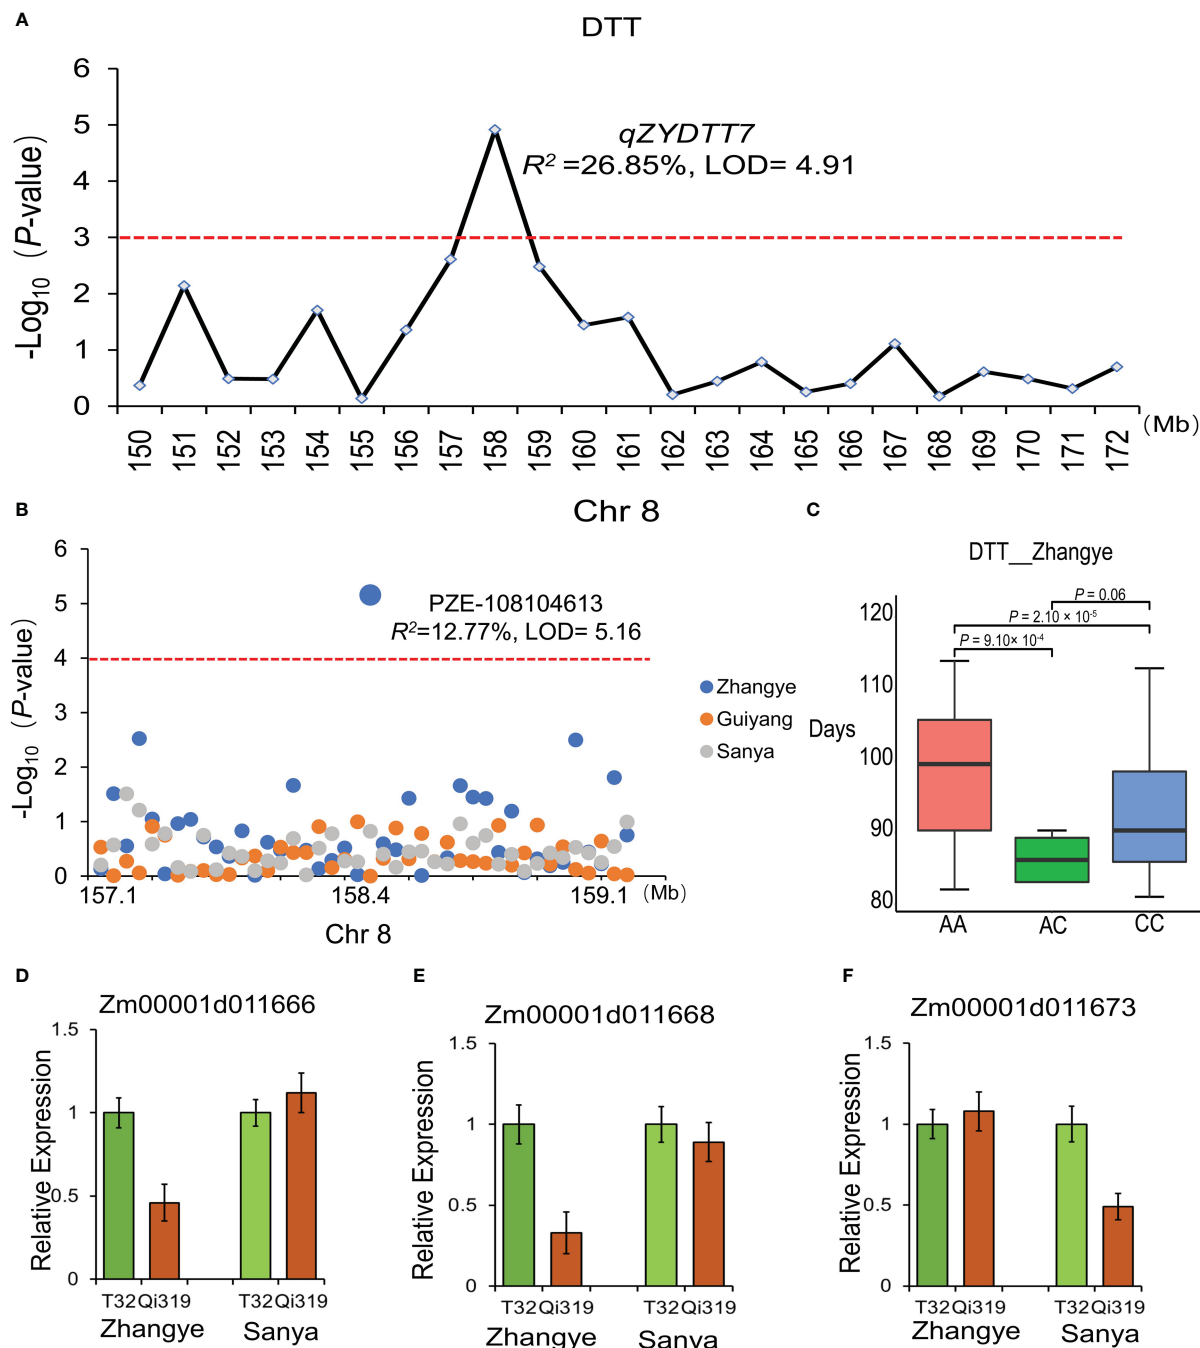 A
DTT
-Log10 (P-value)
6
5
4
3
2
1
0
qZYDTT7
R2 =26.85%, LOD= 4.91
150 151 152 153 154 155 156 157 158 159 160 161 162 163 164 165 166 167 168 169 170 171 172
(Mb)
Chr 8
B
-Log10 (P-value)
6
5
4
3
2
1
0
PZE-108104613
R2=12.77%, LOD= 5.16
Zhangye
Guiyang
Sanya
157.1 158.4 159.1 (Mb)
Chr 8
C
DTT__Zhangye
P = 0.06
P = 2.10 × 10-5
P = 9.10× 10-4
Days
120
110
100
90
80
AA AC CC
D
Zm00001d011666
Relative Expression
1.5
1
0.5
0
T32 Qi319 T32 Qi319
Zhangye Sanya
E
Zm00001d011668
Relative Expression
1.5
1
0.5
0
T32 Qi319 T32 Qi319
Zhangye Sanya
F
Zm00001d011673
Relative Expression
1.5
1
0.5
0
T32 Qi319 T32 Qi319
Zhangye Sanya